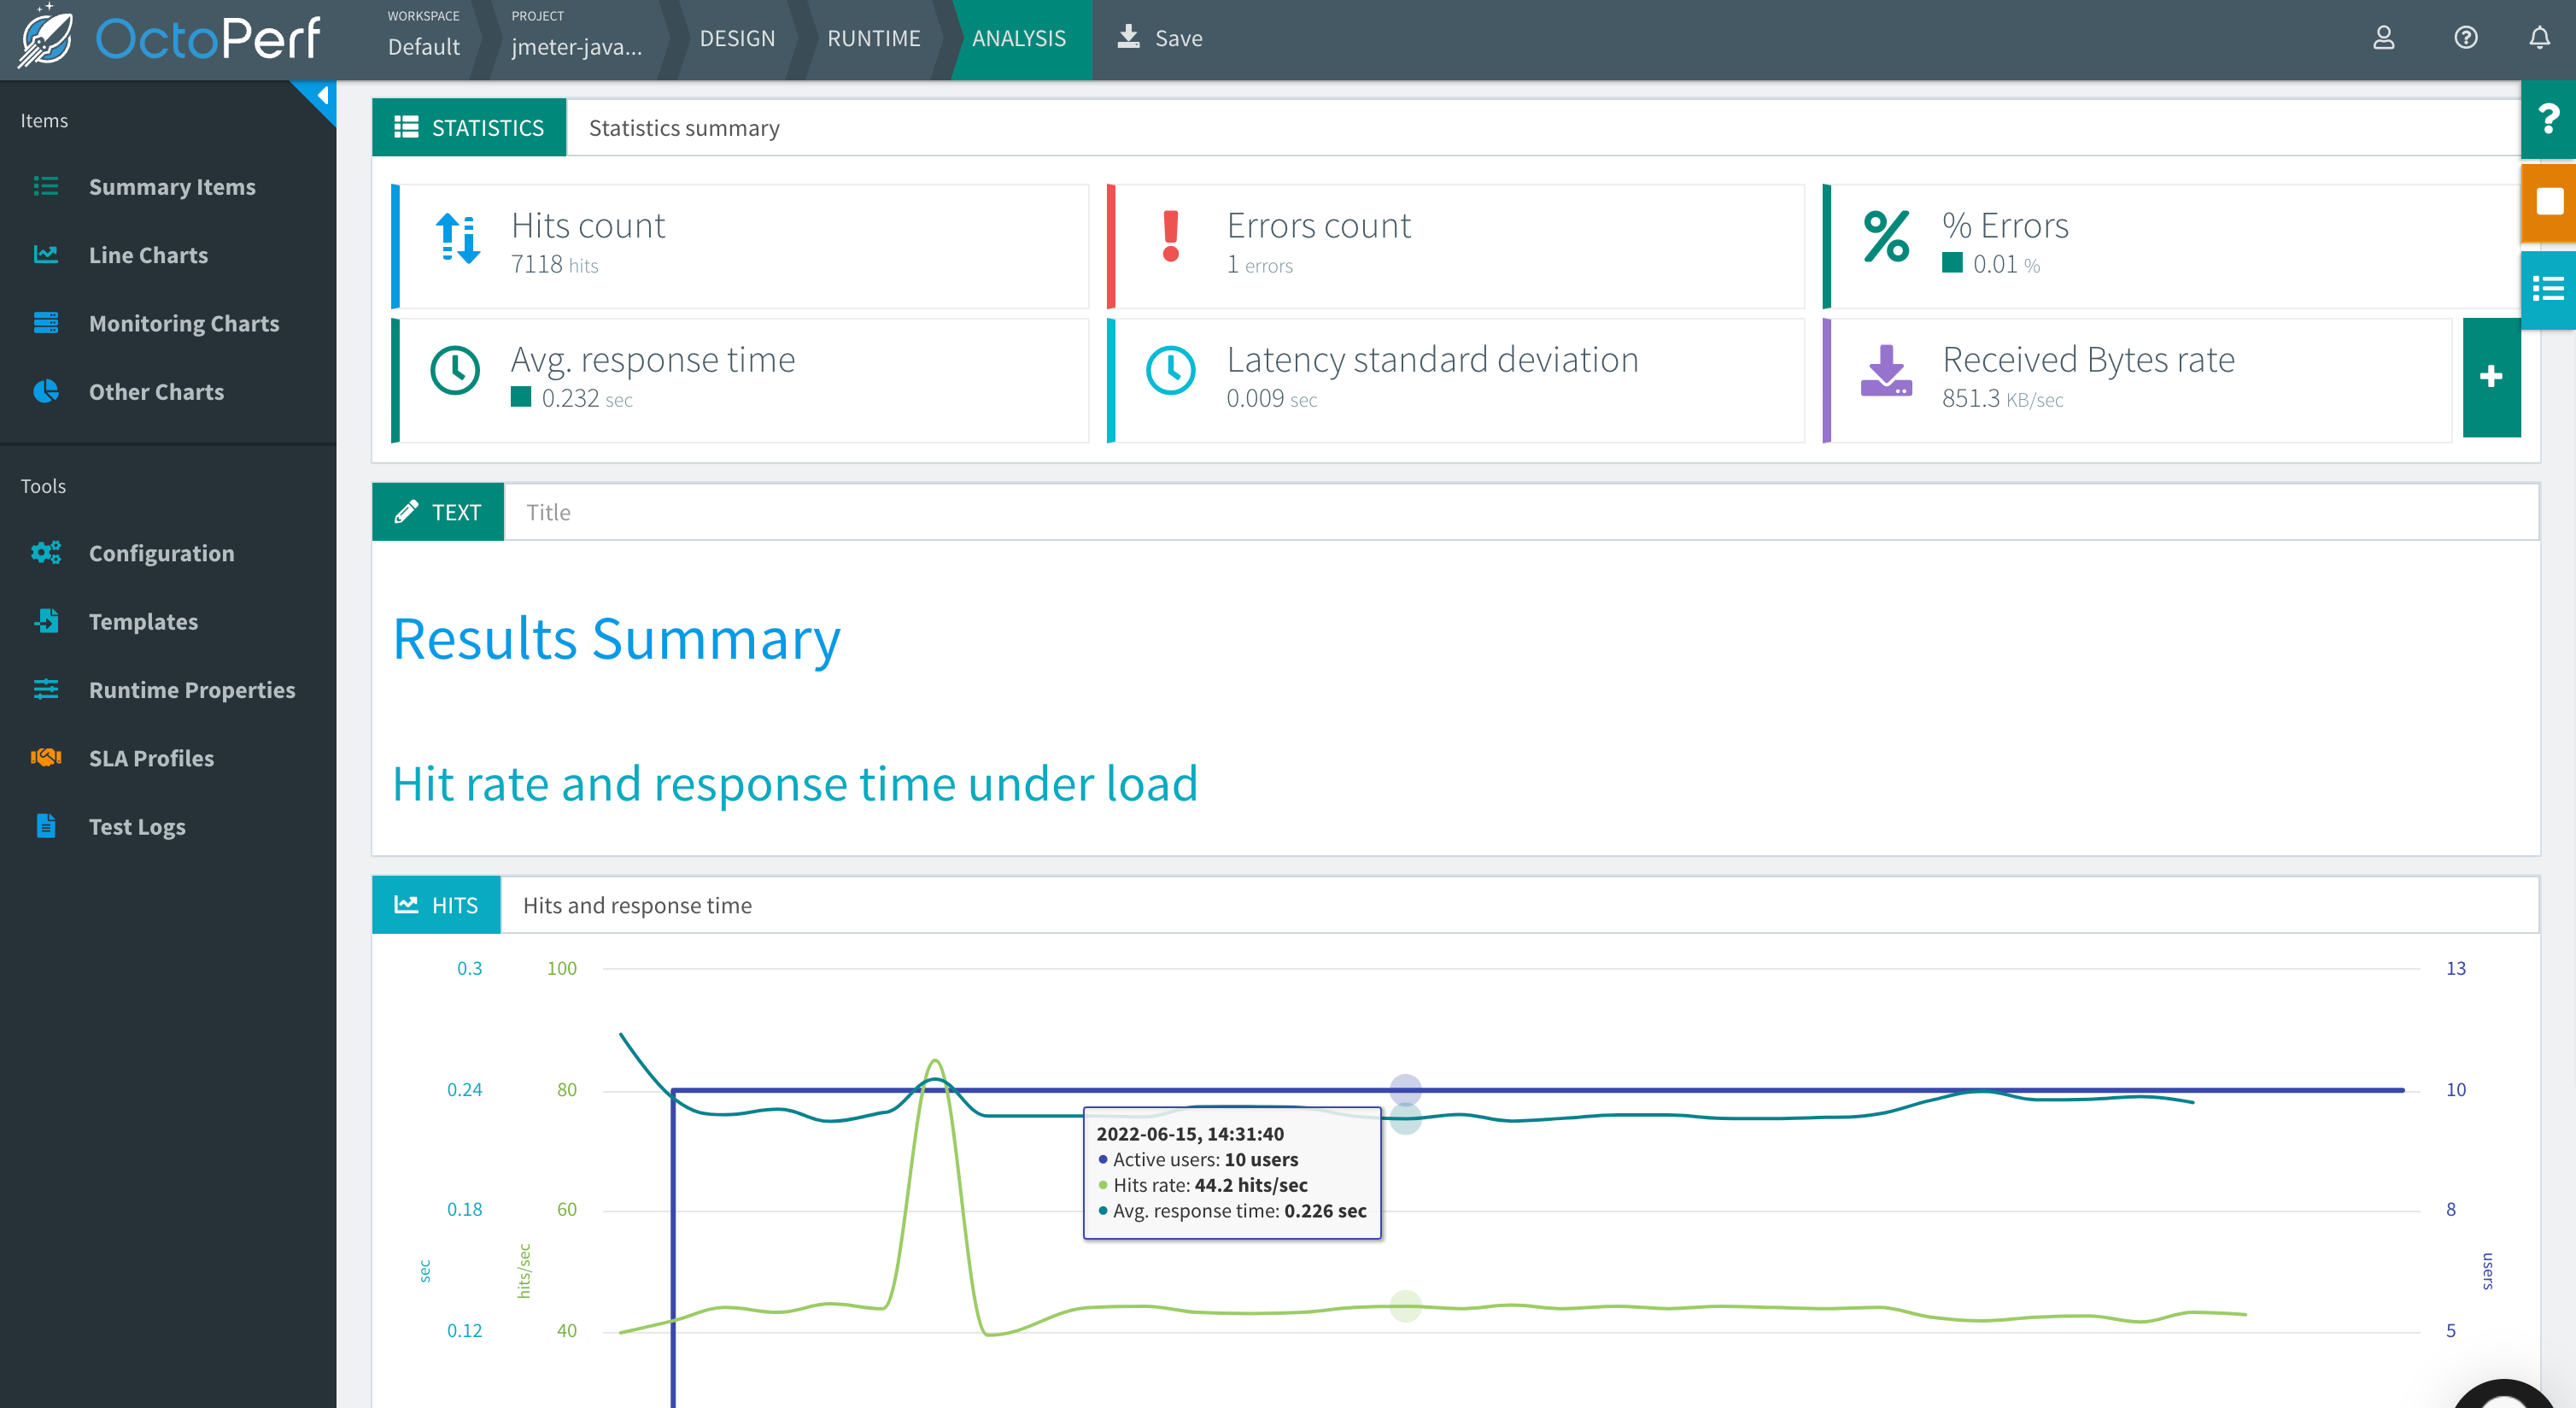 OctoPerf
WORKSPACE
Default
PROJECT
jmeter-java...
DESIGN
RUNTIME
ANALYSIS
Save
Items
Summary Items
Line Charts
Monitoring Charts
Other Charts
Tools
Configuration
Templates
Runtime Properties
SLA Profiles
Test Logs
STATISTICS
Statistics summary
Hits count
7118 hits
Errors count
1 errors
% Errors
0.01 %
Avg. response time
0.232 sec
Latency standard deviation
0.009 sec
Received Bytes rate
851.3 KB/sec
TEXT
Title
Results Summary
Hit rate and response time under load
HITS
Hits and response time
0.3 100 13
0.24 80 10
0.18 60 8
0.12 40 5
sec
hits/sec
users
2022-06-15, 14:31:40
Active users: 10 users
Hits rate: 44.2 hits/sec
Avg. response time: 0.226 sec